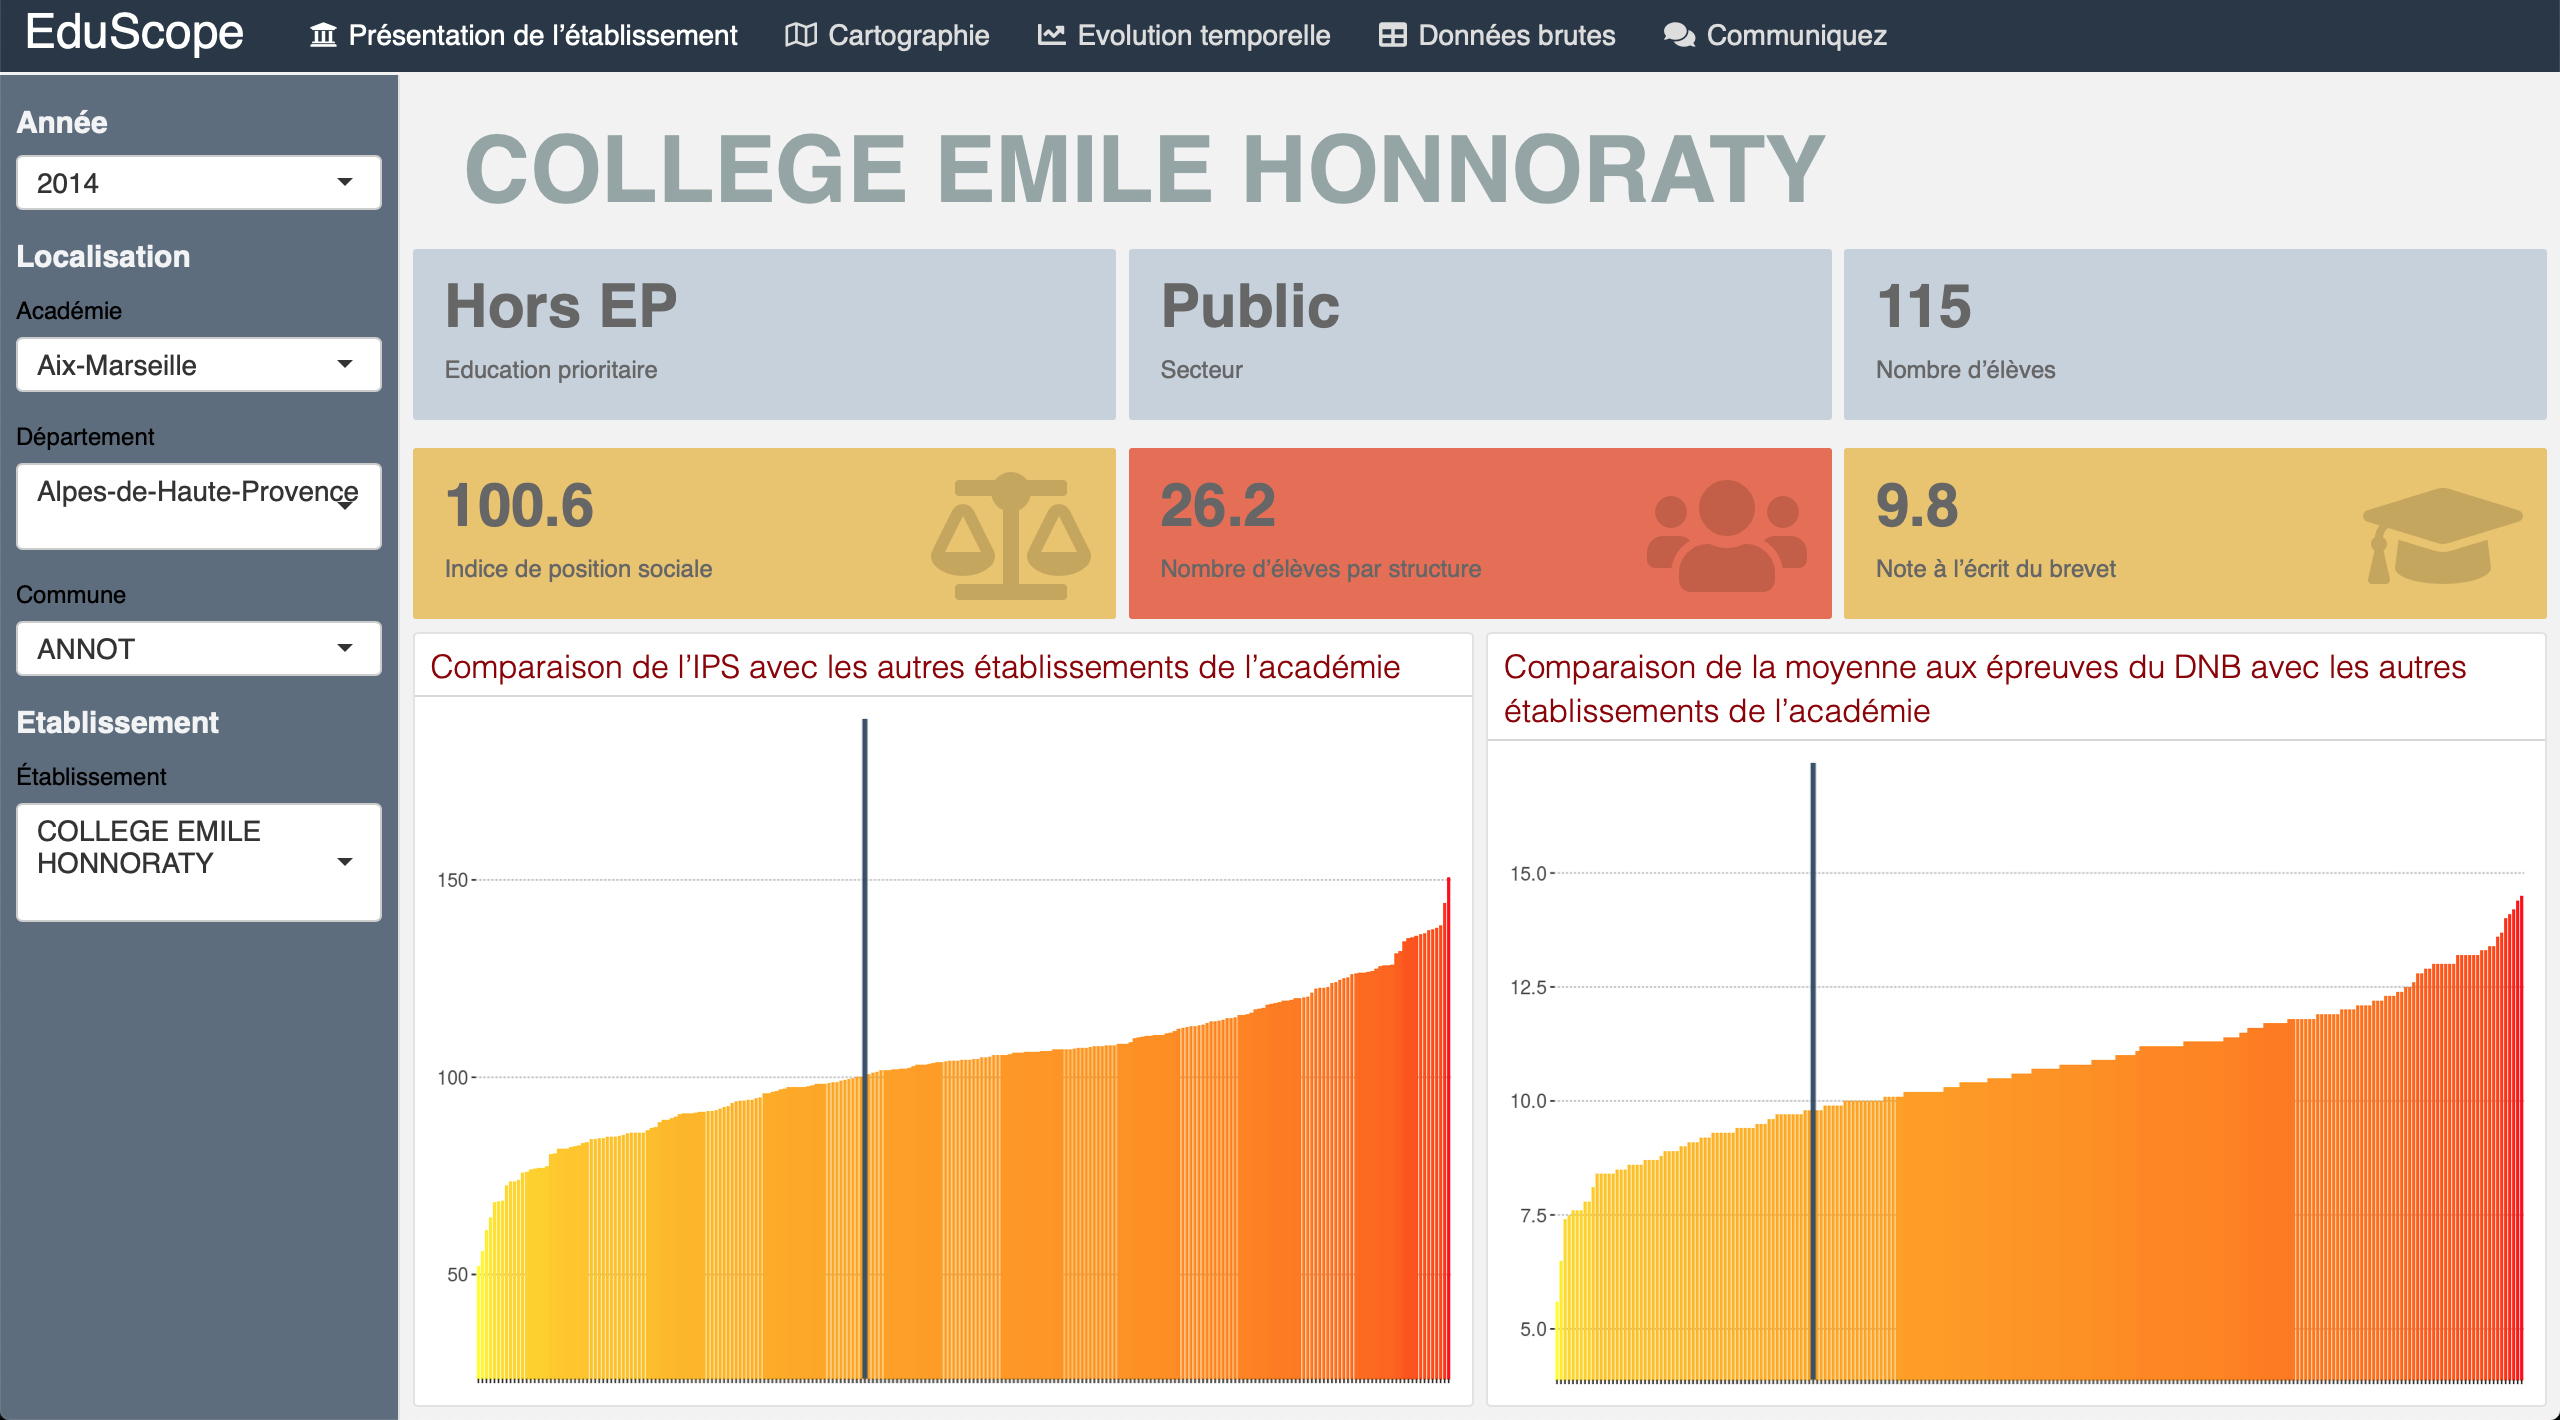 EduScope
Présentation de l'établissement
Cartographie
Evolution temporelle
Données brutes
Communiquez
Année
2014
Localisation
Académie
Aix-Marseille
Département
Alpes-de-Haute-Provence
Commune
ANNOT
Etablissement
Établissement
COLLEGE EMILE
HONNORATY
COLLEGE EMILE HONNORATY
Hors EP
Education prioritaire
Public
Secteur
115
Nombre d'élèves
100.6
Indice de position sociale
26.2
Nombre d'élèves par structure
9.8
Note à l'écrit du brevet
Comparaison de l'IPS avec les autres établissements de l'académie
150
100
50
Comparaison de la moyenne aux épreuves du DNB avec les autres
établissements de l'académie
15.0
12.5
10.0
7.5
5.0